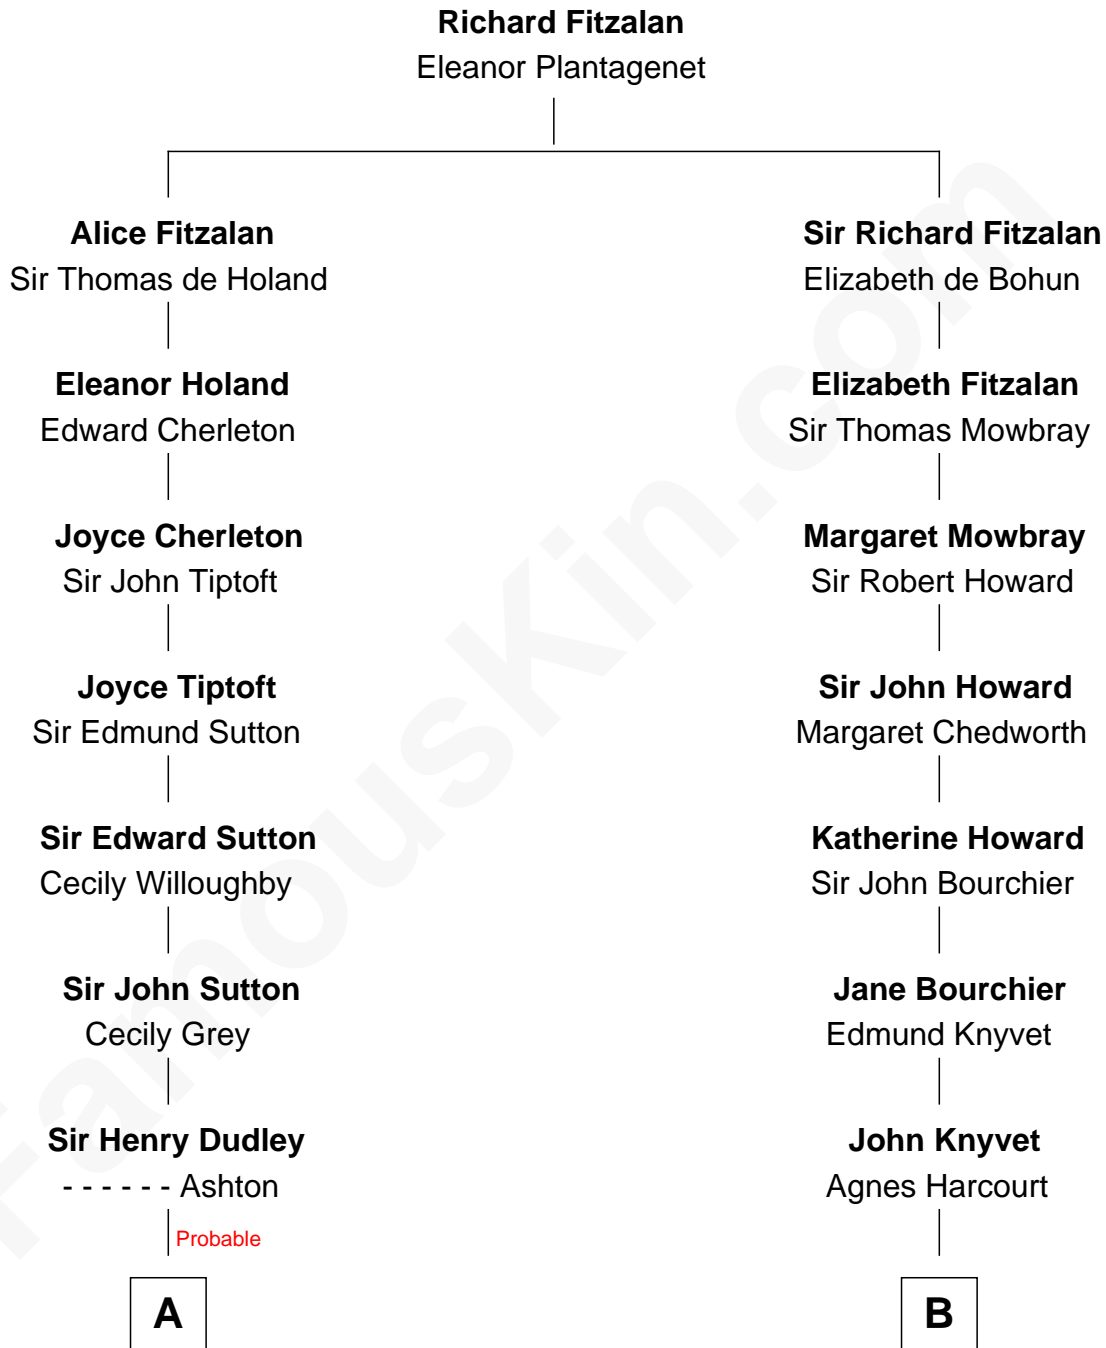 Richard Fitzalan
Eleanor Plantagenet
Alice Fitzalan
Sir Thomas de Holand
Sir Richard Fitzalan
Elizabeth de Bohun
Eleanor Holand
Edward Cherleton
Elizabeth Fitzalan
Sir Thomas Mowbray
Joyce Cherleton
Sir John Tiptoft
Margaret Mowbray
Sir Robert Howard
Joyce Tiptoft
Sir Edmund Sutton
Sir John Howard
Margaret Chedworth
Sir Edward Sutton
Cecily Willoughby
Katherine Howard
Sir John Bourchier
Sir John Sutton
Cecily Grey
Jane Bourchier
Edmund Knyvet
Sir Henry Dudley
- - - - - - Ashton
John Knyvet
Agnes Harcourt
Probable
A
B
FamousKin.com